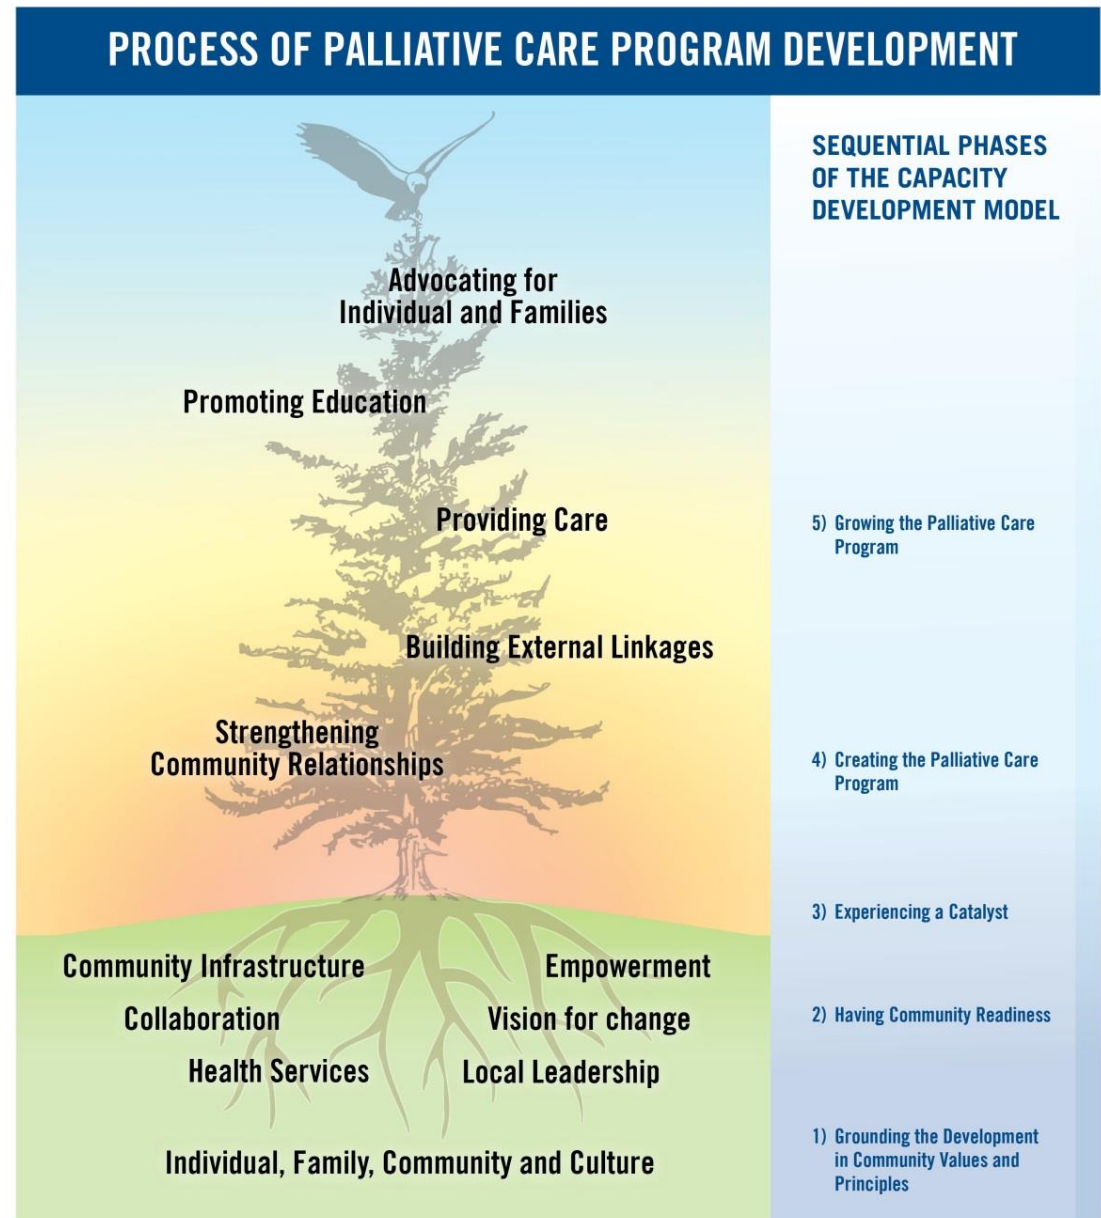 PROCESS OF PALLIATIVE CARE PROGRAM DEVELOPMENT
Advocating for
Individual and Families
Promoting Education
Providing Care
Building External Linkages
Strengthening
Community Relationships
Community Infrastructure
Empowerment
Collaboration
Vision for change
Health Services
Local Leadership
Individual, Family, Community and Culture
SEQUENTIAL PHASES
OF THE CAPACITY
DEVELOPMENT MODEL
5) Growing the Palliative Care
Program
4) Creating the Palliative Care
Program
3) Experiencing a Catalyst
2) Having Community Readiness
1) Grounding the Development
in Community Values and
Principles